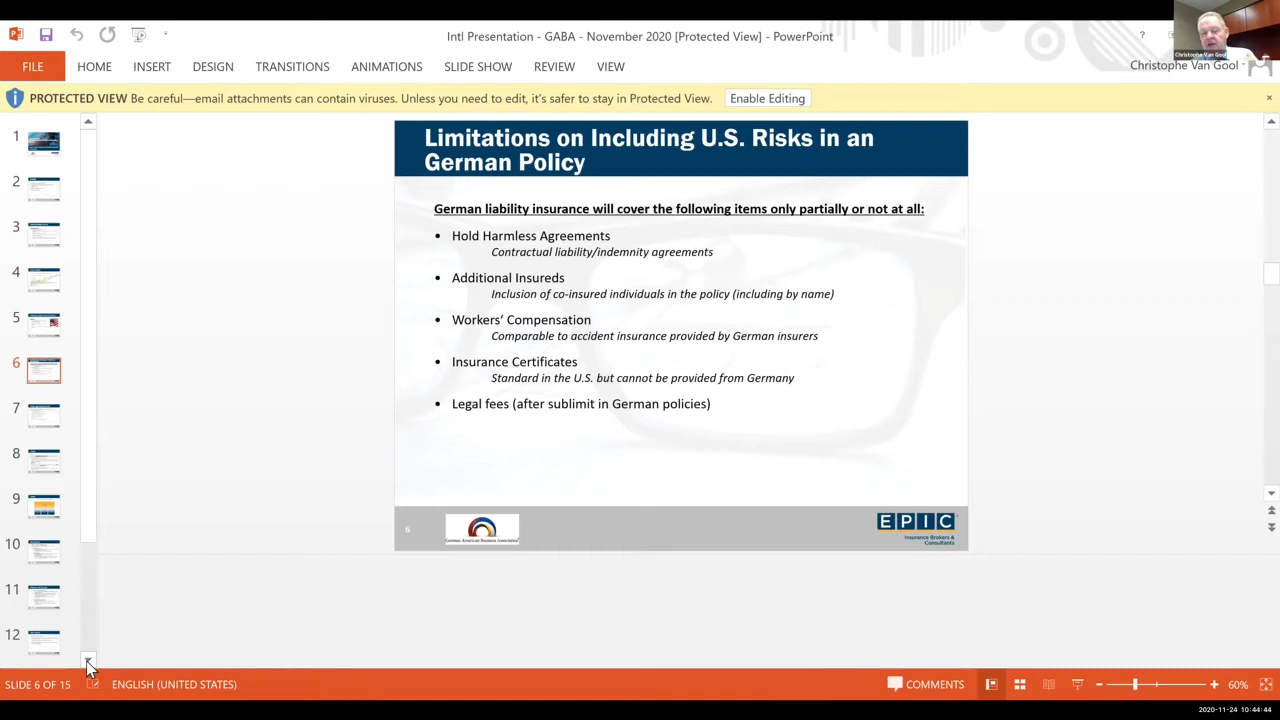 Intl Presentation - GABA - November 2020 [Protected View] - PowerPoint
?
Christophe Van Gool
FILE
HOME
INSERT
DESIGN
TRANSITIONS
ANIMATIONS
SLIDE SHOW
REVIEW
VIEW
Christophe Van Gool
PROTECTED VIEW Be careful—email attachments can contain viruses. Unless you need to edit, it's safer to stay in Protected View.
Enable Editing
1
2
3
4
5
6
7
8
9
10
11
12
Limitations on Including U.S. Risks in an
German Policy
German liability insurance will cover the following items only partially or not at all:
• Hold Harmless Agreements
Contractual liability/indemnity agreements
• Additional Insureds
Inclusion of co-insured individuals in the policy (including by name)
• Workers‘ Compensation
Comparable to accident insurance provided by German insurers
• Insurance Certificates
Standard in the U.S. but cannot be provided from Germany
• Legal fees (after sublimit in German policies)
6
German American Business Association
EPIC
Insurance Brokers &
Consultants
SLIDE 6 OF 15
ENGLISH (UNITED STATES)
COMMENTS
60%
2020-11-24 10:44:44